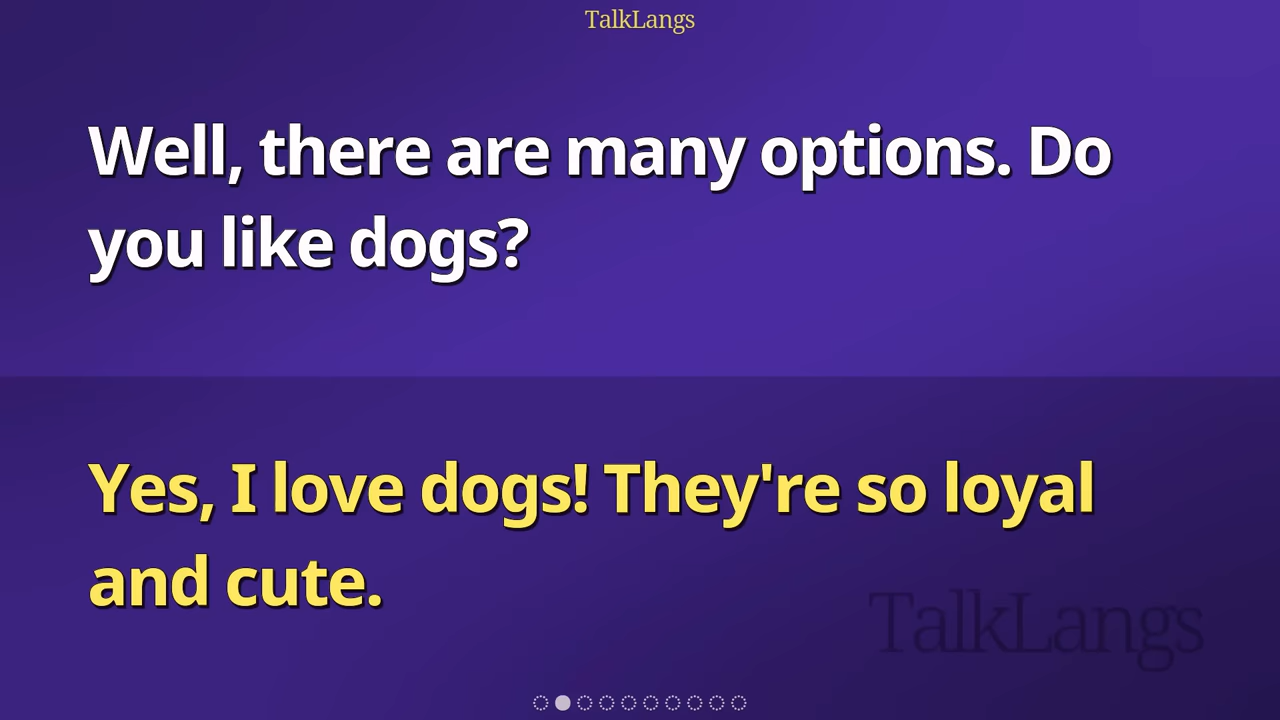 TalkLangs
Well, there are many options. Do
you like dogs?
Yes, I love dogs! They're so loyal
and cute.
TalkLangs